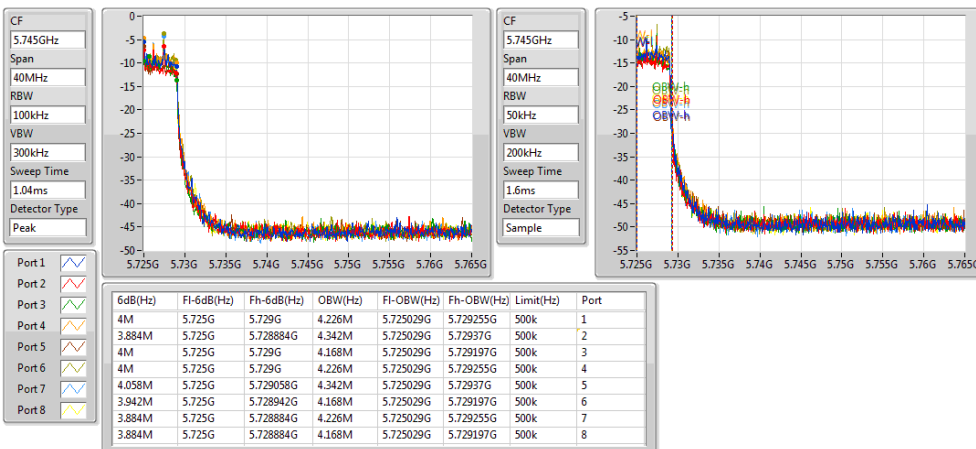 CF
5.745GHz
Span
40MHz
RBW
100kHz
VBW
300kHz
Sweep Time
1.04ms
Detector Type
Peak
0-
-5-
-10-
-15-
-20-
-25-
-30-
-35-
-40-
-45-
-50-
5.725G 5.73G 5.735G 5.74G 5.745G 5.75G 5.755G 5.76G 5.765G
CF
5.745GHz
Span
40MHz
RBW
50kHz
VBW
200kHz
Sweep Time
1.6ms
Detector Type
Sample
-5-
-10-
-15-
-20-
-25-
-30-
-35-
-40-
-45-
-50-
-55-
OBW-h
OBW-h
OBW-h
5.725G 5.73G 5.735G 5.74G 5.745G 5.75G 5.755G 5.76G 5.765G
Port 1
Port 2
Port 3
Port 4
Port 5
Port 6
Port 7
Port 8
6dB(Hz) Fl-6dB(Hz) Fh-6dB(Hz) OBW(Hz) Fl-OBW(Hz) Fh-OBW(Hz) Limit(Hz) Port
4M 5.725G 5.729G 4.226M 5.725029G 5.729255G 500k 1
3.884M 5.725G 5.728884G 4.342M 5.725029G 5.72937G 500k 2
4M 5.725G 5.729G 4.168M 5.725029G 5.729197G 500k 3
4M 5.725G 5.729G 4.226M 5.725029G 5.729255G 500k 4
4.058M 5.725G 5.729058G 4.342M 5.725029G 5.72937G 500k 5
3.942M 5.725G 5.728942G 4.168M 5.725029G 5.729197G 500k 6
3.884M 5.725G 5.728884G 4.226M 5.725029G 5.729255G 500k 7
3.884M 5.725G 5.728884G 4.168M 5.725029G 5.729197G 500k 8